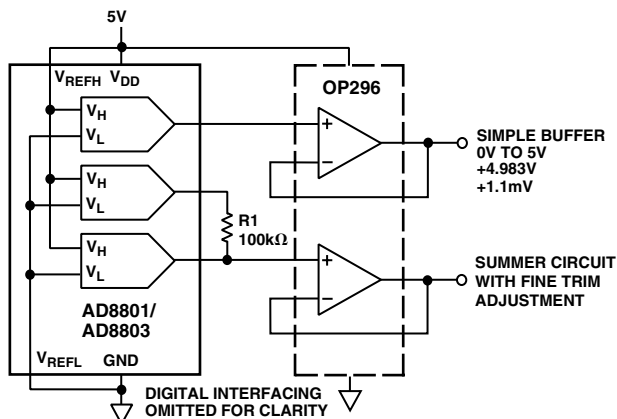 5V
V_REFH V_DD
OP296
V_H
V_L
+
−
SIMPLE BUFFER
0V TO 5V
+4.983V
+1.1mV
V_H
V_L
R1
100kΩ
V_H
V_L
+
−
SUMMER CIRCUIT
WITH FINE TRIM
ADJUSTMENT
AD8801/
AD8803
V_REFL GND
DIGITAL INTERFACING
OMITTED FOR CLARITY